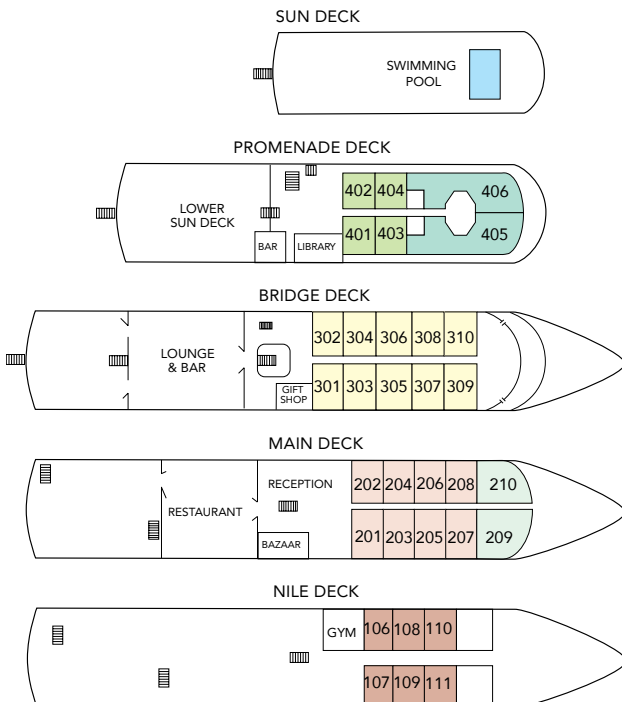 SUN DECK
SWIMMING
POOL
PROMENADE DECK
LOWER
SUN DECK
BAR
LIBRARY
402 404
406
401 403
405
BRIDGE DECK
LOUNGE
& BAR
GIFT
SHOP
302 304 306 308 310
301 303 305 307 309
MAIN DECK
RESTAURANT
RECEPTION
BAZAAR
202 204 206 208 210
201 203 205 207 209
NILE DECK
GYM
106 108 110
107 109 111